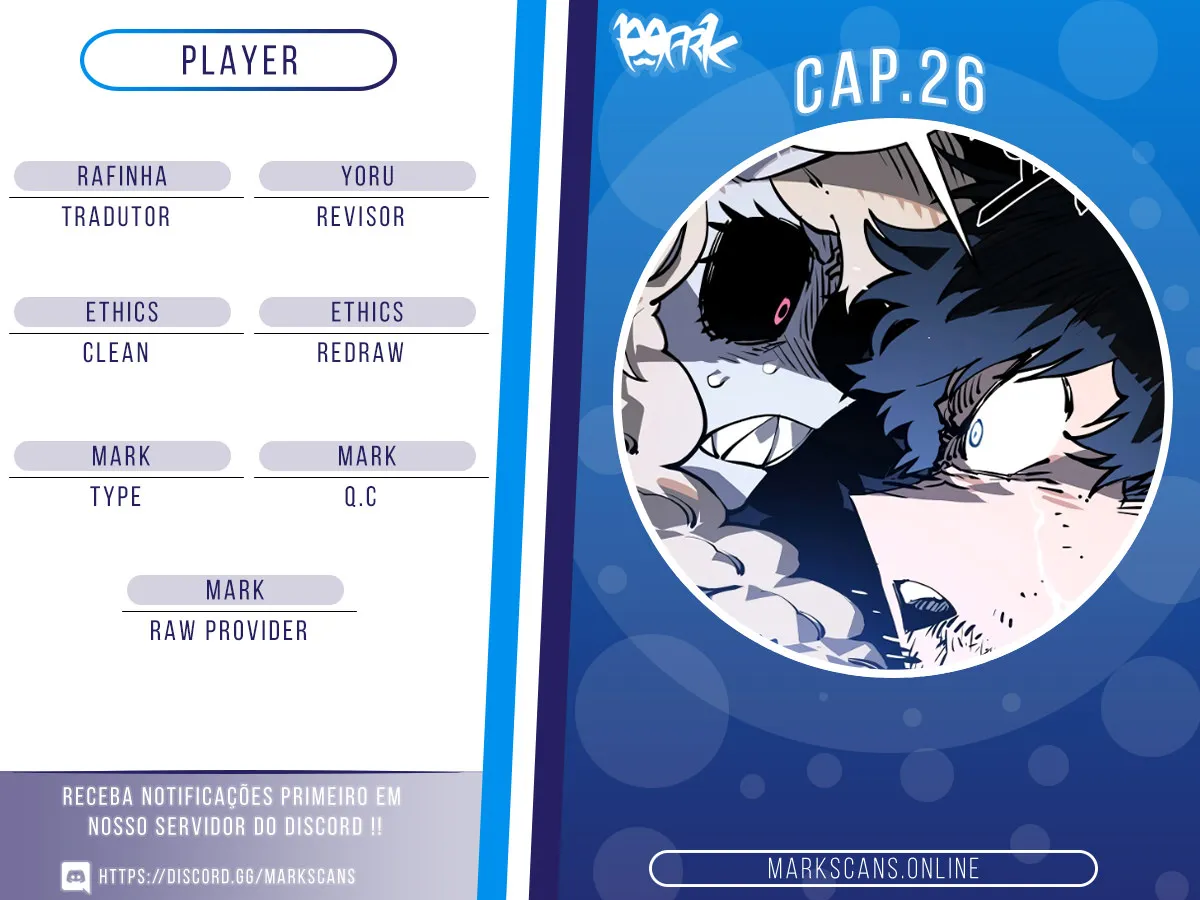 PLAYER
RAFINHA
TRADUTOR
YORU
REVISOR
ETHICS
CLEAN
ETHICS
REDRAW
MARK
TYPE
MARK
Q.C
MARK
RAW PROVIDER
RECEBA NOTIFICAÇÕES PRIMEIRO EM
NOSSO SERVIDOR DO DISCORD !!
HTTPS://DISCORD.GG/MARKSCANS
MARK
CAP.26
MARKSCANS.ONLINE